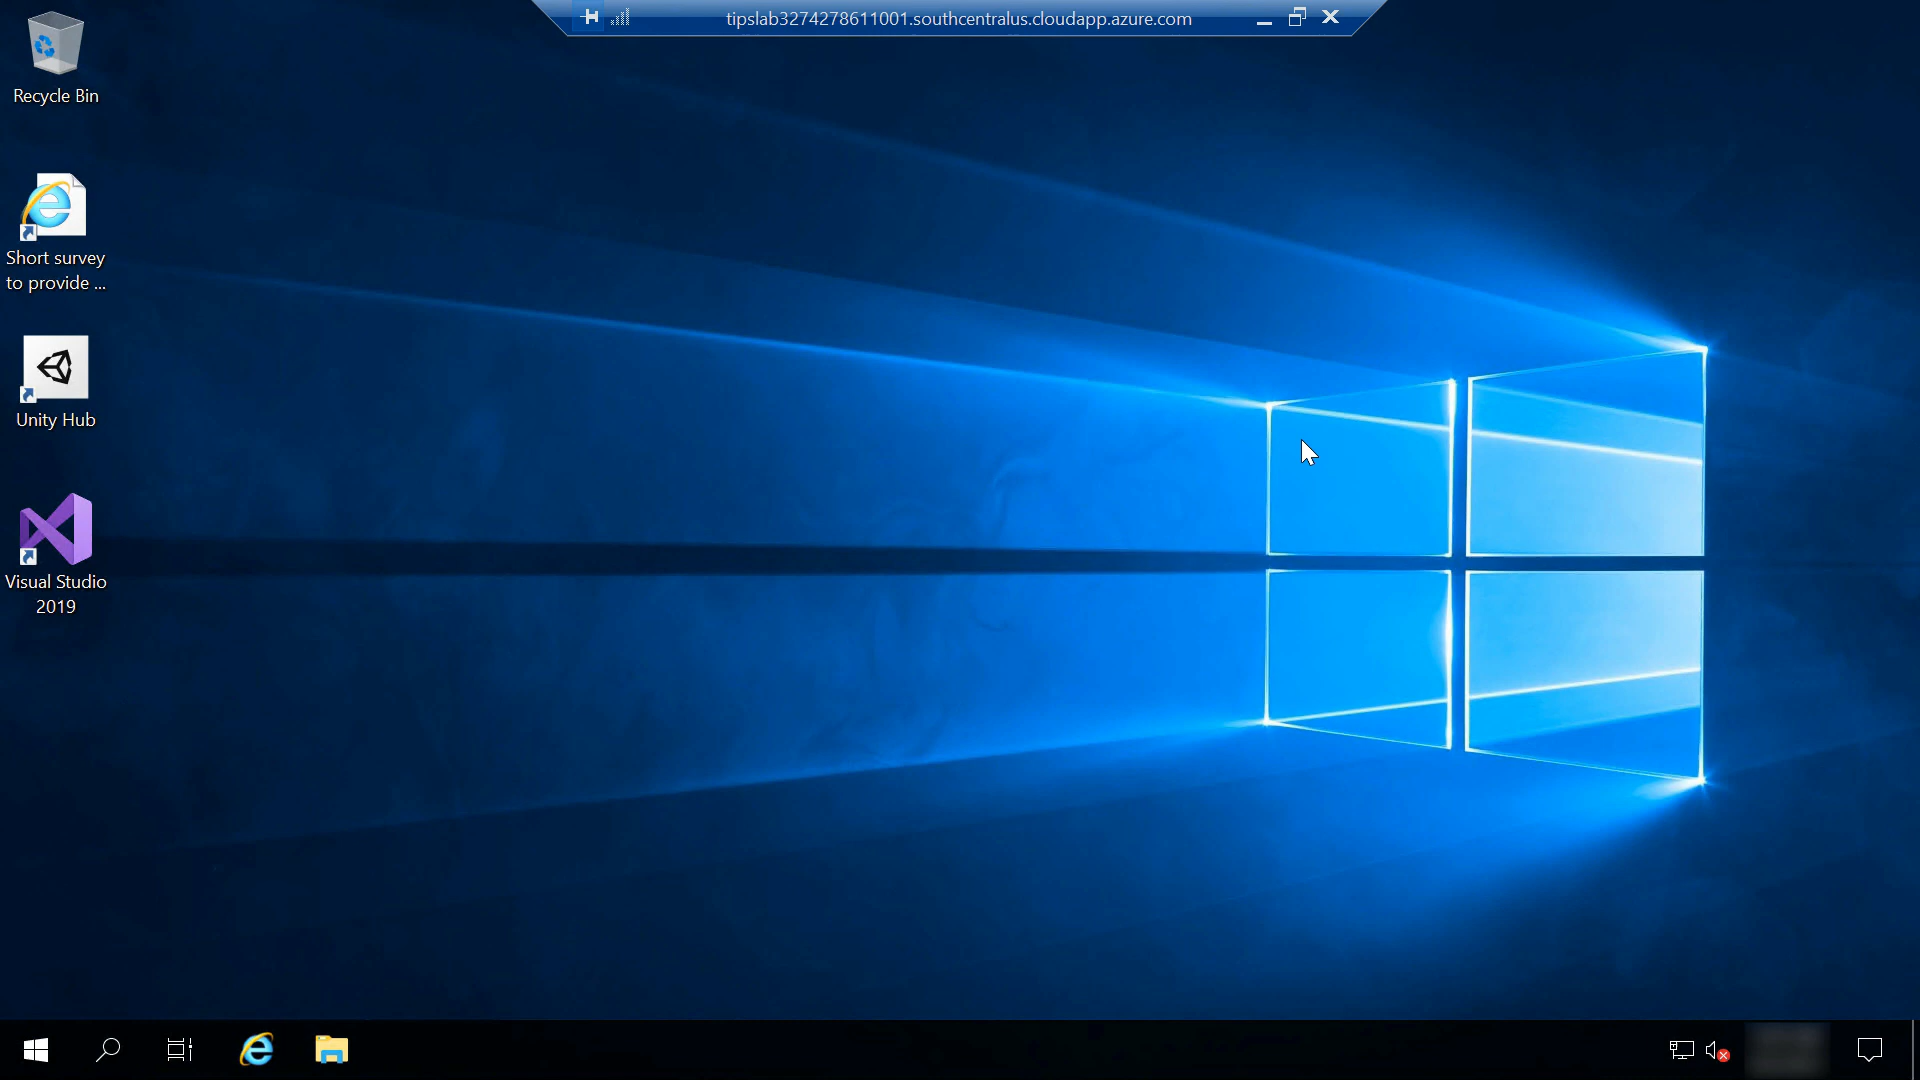 tipslab3274278611001.southcentralus.cloudapp.azure.com
Recycle Bin
Short survey
to provide ...
Unity Hub
Visual Studio
2019